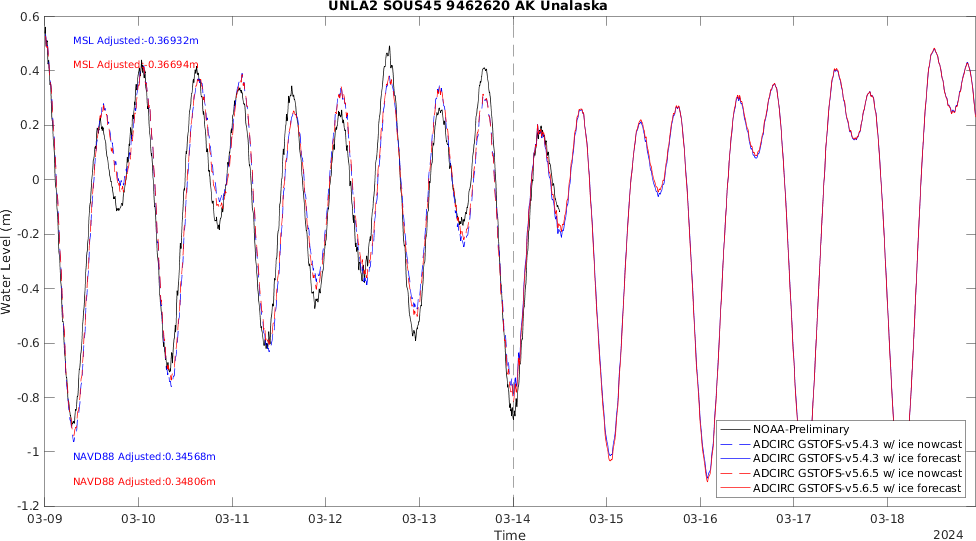 UNLA2 SOUS45 9462620 AK Unalaska
0.6
0.4
0.2
0
-0.2
-0.4
-0.6
-0.8
-1
-1.2
Water Level (m)
MSL Adjusted:-0.36932m
MSL Adjusted:-0.36694m
NAVD88 Adjusted:0.34568m
NAVD88 Adjusted:0.34806m
NOAA-Preliminary
ADCIRC GSTOFS-v5.4.3 w/ ice nowcast
ADCIRC GSTOFS-v5.4.3 w/ ice forecast
ADCIRC GSTOFS-v5.6.5 w/ ice nowcast
ADCIRC GSTOFS-v5.6.5 w/ ice forecast
03-09 03-10 03-11 03-12 03-13 03-14 03-15 03-16 03-17 03-18
Time
2024